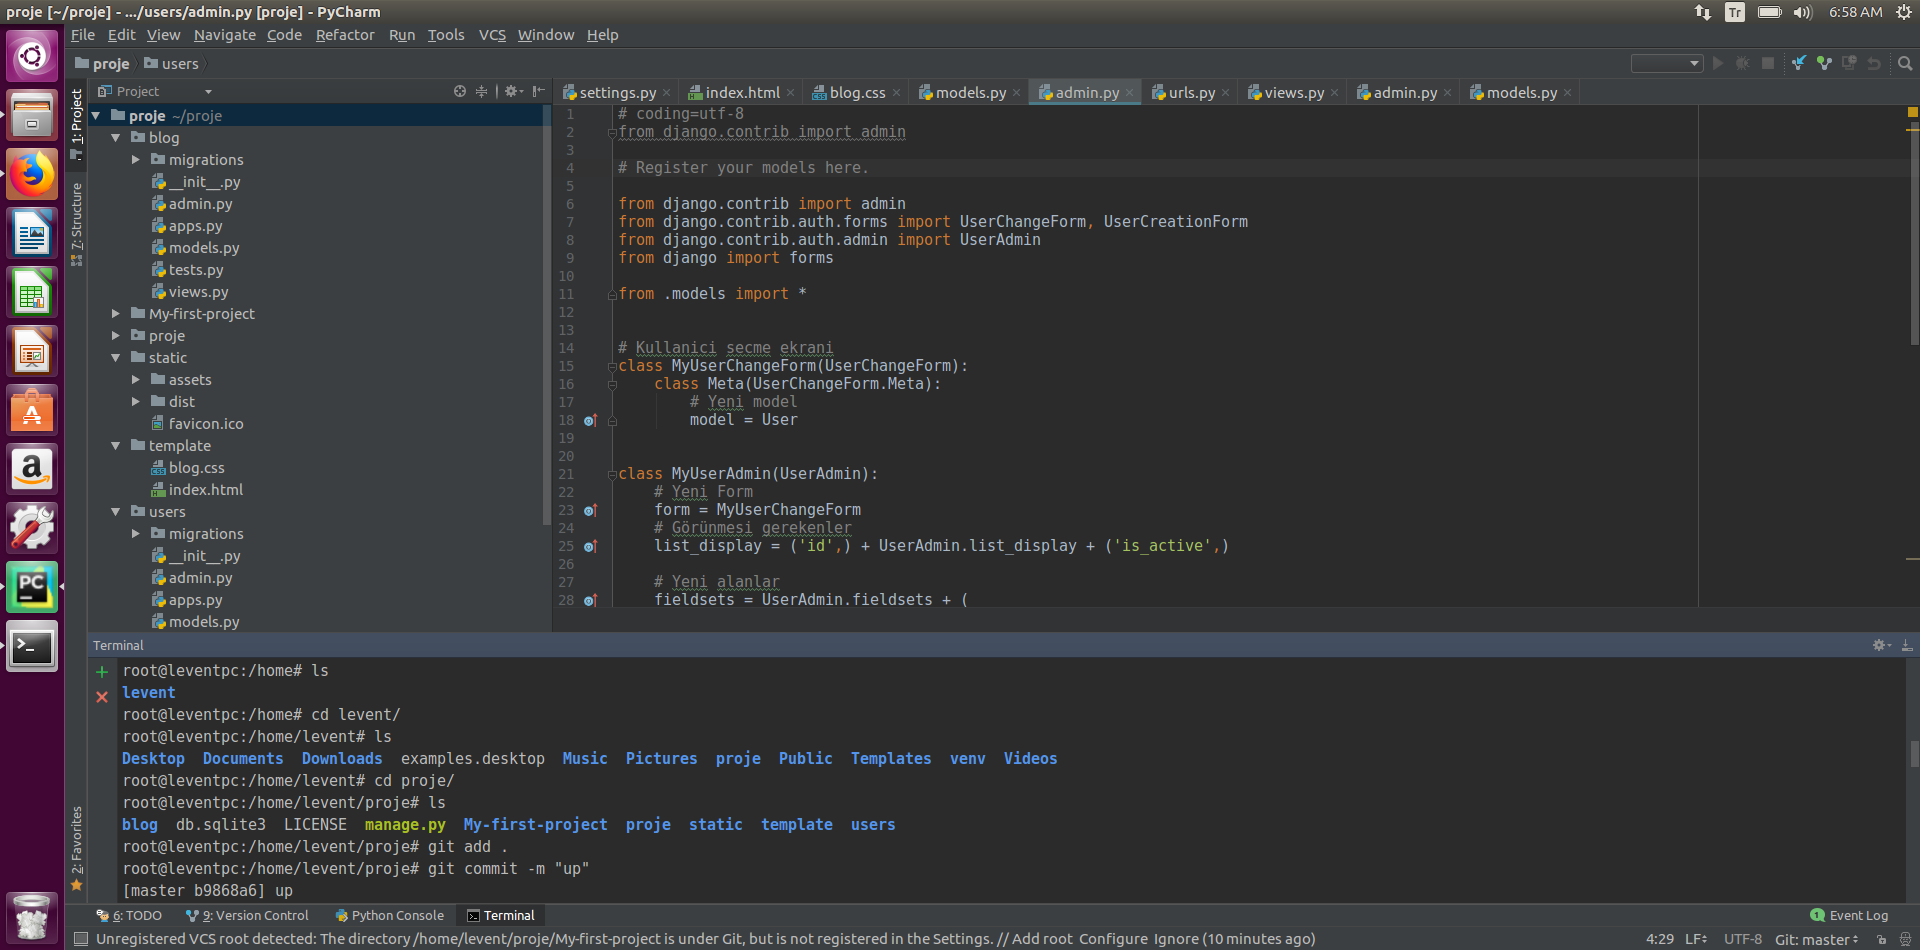 proje [~/proje] - .../users/admin.py [proje] - PyCharm
Tr
6:58 AM
File Edit View Navigate Code Refactor Run Tools VCS Window Help
proje users
1: Project
7: Structure
2: Favorites
Project
proje ~/proje
blog
migrations
__init__.py
admin.py
apps.py
models.py
tests.py
views.py
My-first-project
proje
static
assets
dist
favicon.ico
template
blog.css
index.html
users
migrations
__init__.py
admin.py
apps.py
models.py
settings.py index.html blog.css models.py admin.py urls.py views.py admin.py models.py
1 # coding=utf-8
2 from django.contrib import admin
3
4 # Register your models here.
5
6 from django.contrib import admin
7 from django.contrib.auth.forms import UserChangeForm, UserCreationForm
8 from django.contrib.auth.admin import UserAdmin
9 from django import forms
10
11 from .models import *
12
13
14 # Kullanici secme ekrani
15 class MyUserChangeForm(UserChangeForm):
16 class Meta(UserChangeForm.Meta):
17 # Yeni model
18 model = User
19
20
21 class MyUserAdmin(UserAdmin):
22 # Yeni Form
23 form = MyUserChangeForm
24 # Görünmesi gerekenler
25 list_display = ('id',) + UserAdmin.list_display + ('is_active',)
26
27 # Yeni alanlar
28 fieldsets = UserAdmin.fieldsets + (
Terminal
root@leventpc:/home# ls
levent
root@leventpc:/home# cd levent/
root@leventpc:/home/levent# ls
Desktop Documents Downloads examples.desktop Music Pictures proje Public Templates venv Videos
root@leventpc:/home/levent# cd proje/
root@leventpc:/home/levent/proje# ls
blog db.sqlite3 LICENSE manage.py My-first-project proje static template users
root@leventpc:/home/levent/proje# git add .
root@leventpc:/home/levent/proje# git commit -m "up"
[master b9868a6] up
6: TODO 9: Version Control Python Console Terminal 1 Event Log
Unregistered VCS root detected: The directory /home/levent/proje/My-first-project is under Git, but is not registered in the Settings. // Add root Configure Ignore (10 minutes ago) 4:29 LF UTF-8 Git: master